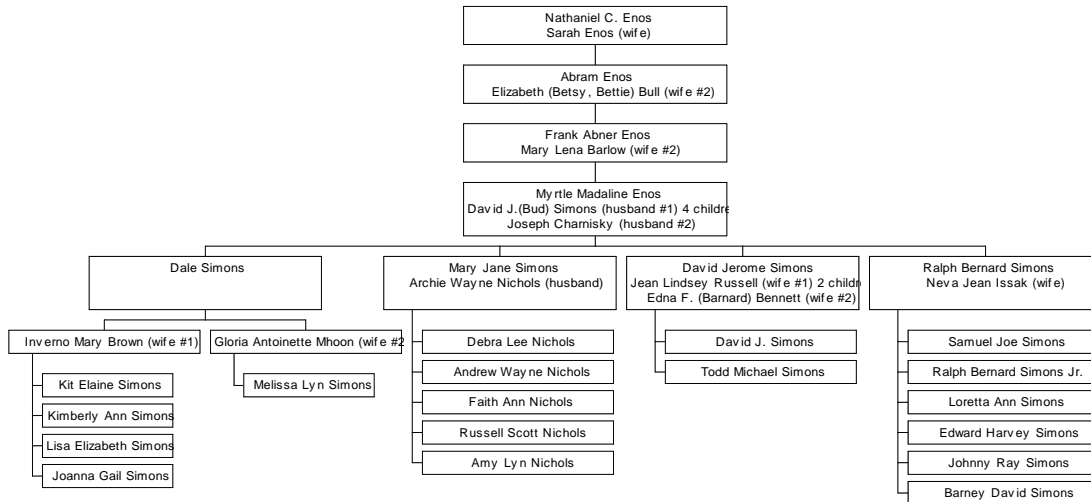 Nathaniel C. Enos
Sarah Enos (wife)
Abram Enos
Elizabeth (Betsy, Bettie) Bull (wife #2)
Frank Abner Enos
Mary Lena Barlow (wife #2)
Myrtle Madaline Enos
David J.(Bud) Simons (husband #1) 4 childre
Joseph Charnisky (husband #2)
Dale Simons
Mary Jane Simons
Archie Wayne Nichols (husband)
David Jerome Simons
Jean Lindsey Russell (wife #1) 2 childr
Edna F. (Barnard) Bennett (wife #2)
Ralph Bernard Simons
Neva Jean Issak (wife)
Inverno Mary Brown (wife #1)
Gloria Antoinette Mhoon (wife #2
Kit Elaine Simons
Kimberly Ann Simons
Lisa Elizabeth Simons
Joanna Gail Simons
Melissa Lyn Simons
Debra Lee Nichols
Andrew Wayne Nichols
Faith Ann Nichols
Russell Scott Nichols
Amy Lyn Nichols
David J. Simons
Todd Michael Simons
Samuel Joe Simons
Ralph Bernard Simons Jr.
Loretta Ann Simons
Edward Harvey Simons
Johnny Ray Simons
Barney David Simons